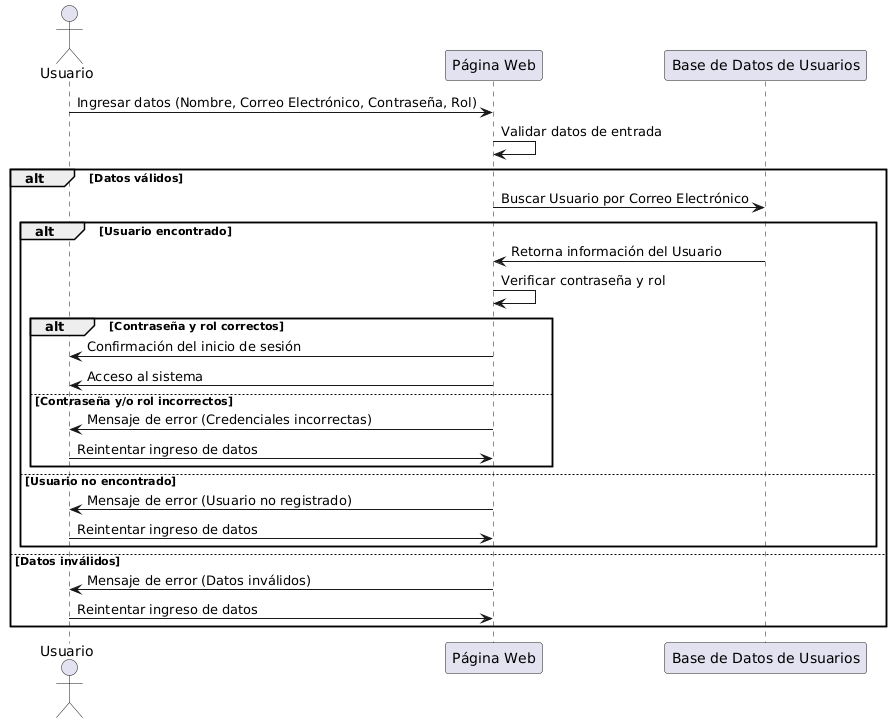 Usuario
Página Web
Base de Datos de Usuarios
Ingresar datos (Nombre, Correo Electrónico, Contraseña, Rol)
Validar datos de entrada
alt [Datos válidos]
Buscar Usuario por Correo Electrónico
alt [Usuario encontrado]
Retorna información del Usuario
Verificar contraseña y rol
alt [Contraseña y rol correctos]
Confirmación del inicio de sesión
Acceso al sistema
[Contraseña y/o rol incorrectos]
Mensaje de error (Credenciales incorrectas)
Reintentar ingreso de datos
[Usuario no encontrado]
Mensaje de error (Usuario no registrado)
Reintentar ingreso de datos
[Datos inválidos]
Mensaje de error (Datos inválidos)
Reintentar ingreso de datos
Usuario
Página Web
Base de Datos de Usuarios